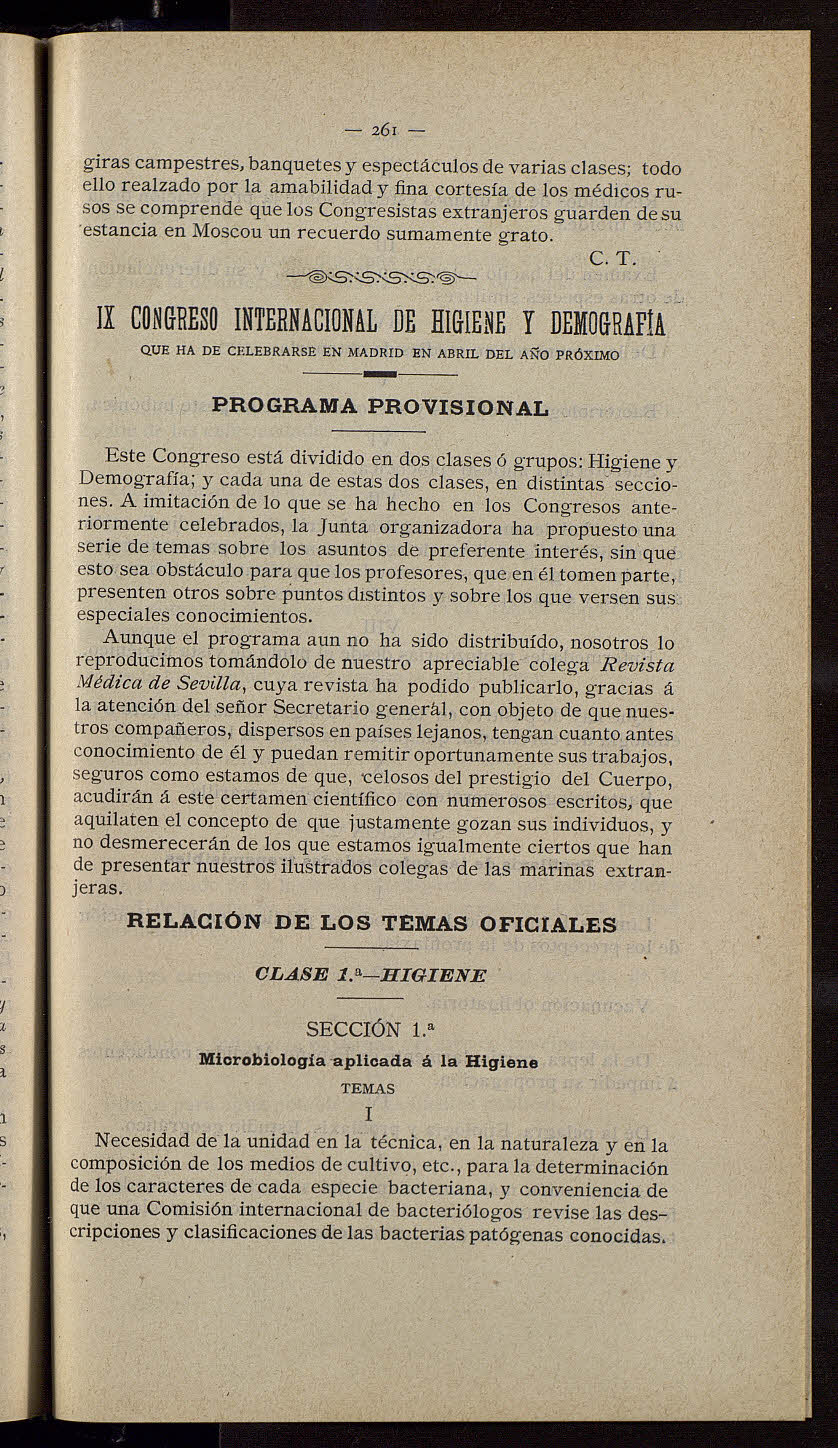 — 261 —
giras campestres, banquetes y espectáculos de varias clases; todo
ello realzado por la amabilidad y fina cortesía de los médicos ru-
sos se comprende que los Congresistas extranjeros guarden de su
estancia en Moscou un recuerdo sumamente grato.
C. T.
IX CONGRESO INTERNACIONAL DE HIGIENE Y DEMOGRAFÍA
QUE HA DE CELEBRARSE EN MADRID EN ABRIL DEL AÑO PRÓXIMO
PROGRAMA PROVISIONAL
Este Congreso está dividido en dos clases ó grupos: Higiene y
Demografía; y cada una de estas dos clases, en distintas seccio-
nes. A imitación de lo que se ha hecho en los Congresos ante-
riormente celebrados, la Junta organizadora ha propuesto una
serie de temas sobre los asuntos de preferente interés, sin que
esto sea obstáculo para que los profesores, que en él tomen parte,
presenten otros sobre puntos distintos y sobre los que versen sus
especiales conocimientos.
Aunque el programa aun no ha sido distribuído, nosotros lo
reproducimos tomándolo de nuestro apreciable colega Revista
Médica de Sevilla, cuya revista ha podido publicarlo, gracias á
la atención del señor Secretario general, con objeto de que nues-
tros compañeros, dispersos en países lejanos, tengan cuanto antes
conocimiento de él y puedan remitir oportunamente sus trabajos,
seguros como estamos de que, celosos del prestigio del Cuerpo,
acudirán á este certamen científico con numerosos escritos, que
aquilaten el concepto de que justamente gozan sus individuos, y
no desmerecerán de los que estamos igualmente ciertos que han
de presentar nuestros ilustrados colegas de las marinas extran-
jeras.
RELACIÓN DE LOS TEMAS OFICIALES
CLASE 1.ª—HIGIENE
SECCIÓN 1.ª
Microbiología aplicada á la Higiene
TEMAS
I
Necesidad de la unidad en la técnica, en la naturaleza y en la
composición de los medios de cultivo, etc., para la determinación
de los caracteres de cada especie bacteriana, y conveniencia de
que una Comisión internacional de bacteriólogos revise las des-
cripciones y clasificaciones de las bacterias patógenas conocidas.